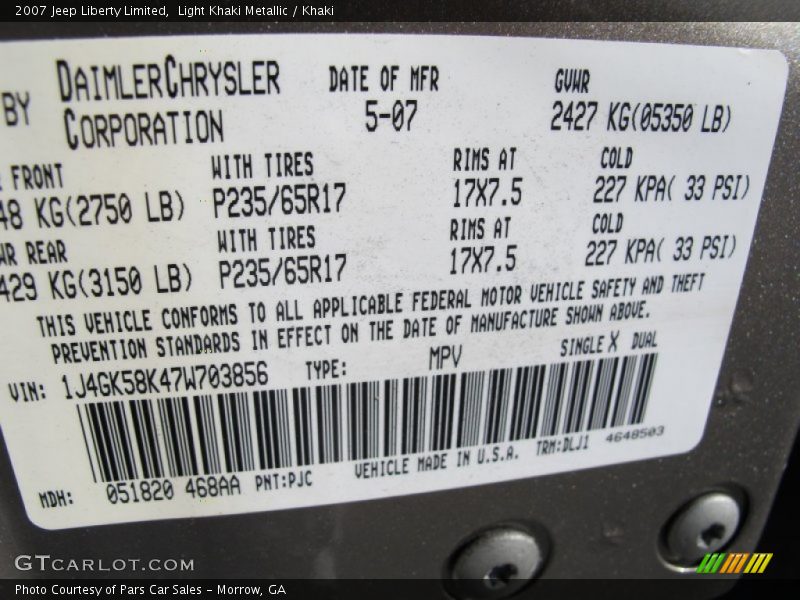 2007 Jeep Liberty Limited,  Light Khaki Metallic / Khaki
BY DAIMLERCHRYSLER CORPORATION
DATE OF MFR
5-07
GVWR
2427 KG(05350 LB)
FRONT WITH TIRES RIMS AT COLD
48 KG(2750 LB) P235/65R17 17X7.5 227 KPA( 33 PSI)
WR REAR WITH TIRES RIMS AT COLD
429 KG(3150 LB) P235/65R17 17X7.5 227 KPA( 33 PSI)
THIS VEHICLE CONFORMS TO ALL APPLICABLE FEDERAL MOTOR VEHICLE SAFETY AND THEFT
PREVENTION STANDARDS IN EFFECT ON THE DATE OF MANUFACTURE SHOWN ABOVE.
VIN: 1J4GK58K47W703856 TYPE: MPV SINGLE X DUAL
MDH: 051820 468AA PNT:PJC VEHICLE MADE IN U.S.A. TRM:DLJ1 4648503
GTCARLOT.COM
Photo Courtesy of Pars Car Sales - Morrow, GA